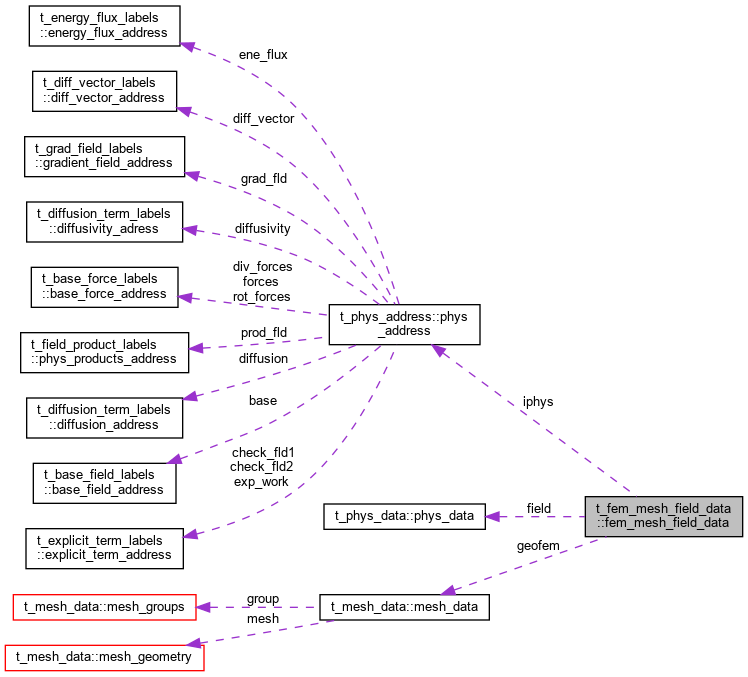 t_energy_flux_labels
::energy_flux_address
ene_flux
t_diff_vector_labels
::diff_vector_address
diff_vector
t_grad_field_labels
::gradient_field_address
grad_fld
t_diffusion_term_labels
::diffusivity_adress
diffusivity
t_base_force_labels
::base_force_address
div_forces
forces
rot_forces
t_phys_address::phys
_address
t_field_product_labels
::phys_products_address
prod_fld
t_diffusion_term_labels
::diffusion_address
diffusion
t_base_field_labels
::base_field_address
base
iphys
t_explicit_term_labels
::explicit_term_address
check_fld1
check_fld2
exp_work
t_phys_data::phys_data
field
t_fem_mesh_field_data
::fem_mesh_field_data
geofem
t_mesh_data::mesh_groups
group
t_mesh_data::mesh_data
mesh
t_mesh_data::mesh_geometry